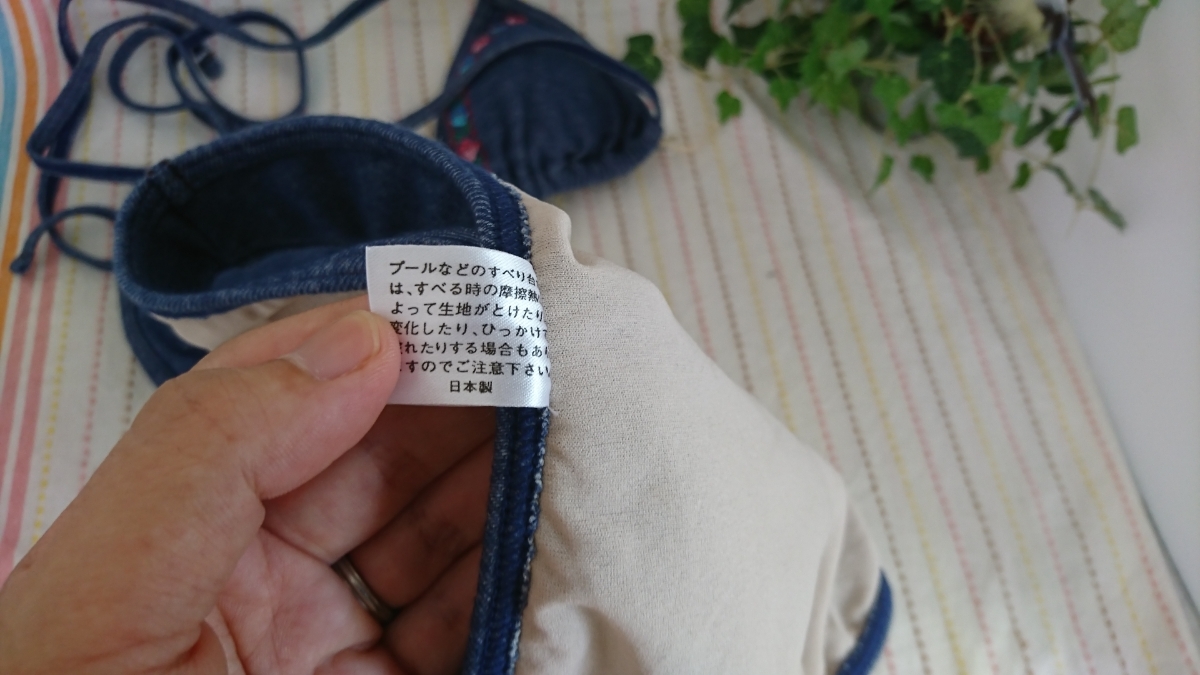 プールなどのすべり台
は、すべる時の摩擦熱
よって生地がとけたり
変化したり、ひっかけ
れたりする場合もあ
すのでご注意下さい
日本製